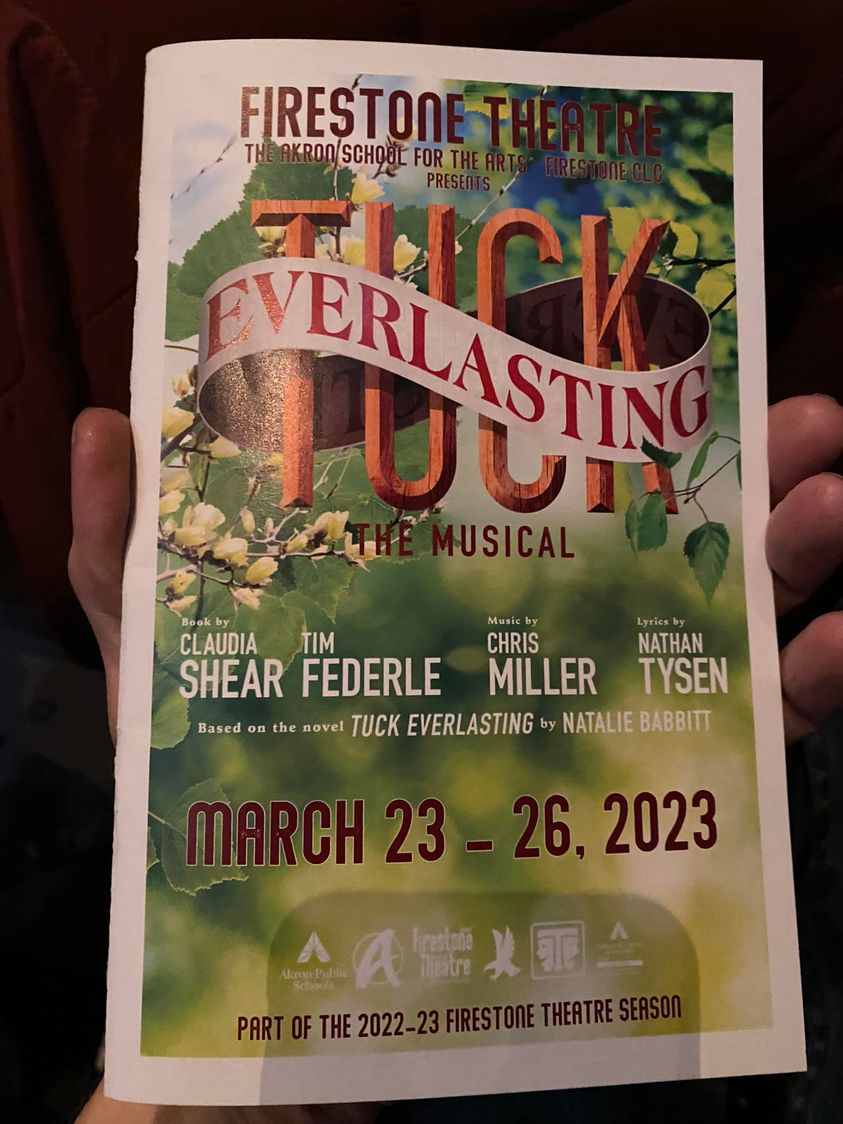 FIRESTONE THEATRE
THE AKRON SCHOOL FOR THE ARTS FIRESTONE CLC
PRESENTS
TUCK
EVERLASTING
THE MUSICAL
Book by
CLAUDIA SHEAR
TIM FEDERLE
Music by
CHRIS MILLER
Lyrics by
NATHAN TYSEN
Based on the novel TUCK EVERLASTING by NATALIE BABBITT
MARCH 23 - 26, 2023
Akron Public
Schools
Firestone
Theatre
PART OF THE 2022-23 FIRESTONE THEATRE SEASON